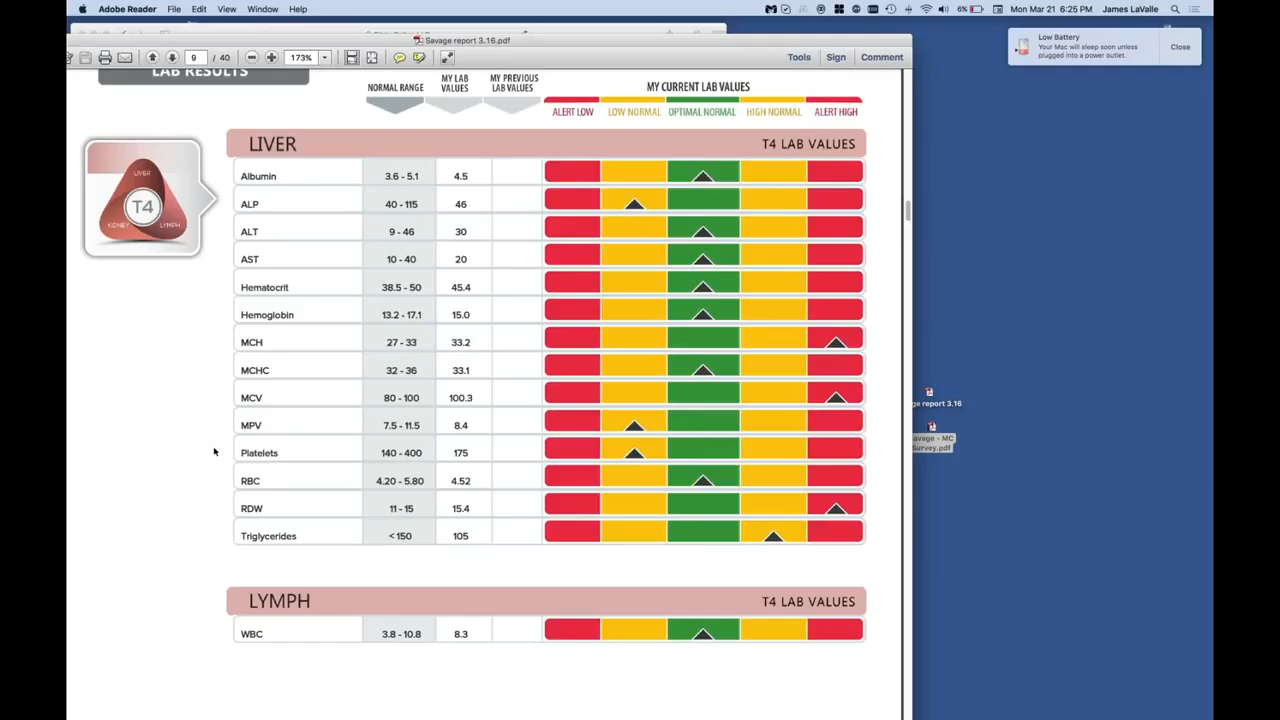 Adobe Reader File Edit View Window Help
6% Mon Mar 21 6:25 PM James LaValle
Savage report 3.16.pdf
9 / 40 173% Tools Sign Comment
Low Battery
Your Mac will sleep soon unless
plugged into a power outlet.
Close
LAB RESULTS
NORMAL RANGE
MY LAB
VALUES
MY PREVIOUS
LAB VALUES
MY CURRENT LAB VALUES
ALERT LOW LOW NORMAL OPTIMAL NORMAL HIGH NORMAL ALERT HIGH
LIVER
T4
KIDNEY LYMPH
LIVER T4 LAB VALUES
Albumin 3.6 - 5.1 4.5
ALP 40 - 115 46
ALT 9 - 46 30
AST 10 - 40 20
Hematocrit 38.5 - 50 45.4
Hemoglobin 13.2 - 17.1 15.0
MCH 27 - 33 33.2
MCHC 32 - 36 33.1
MCV 80 - 100 100.3
MPV 7.5 - 11.5 8.4
Platelets 140 - 400 175
RBC 4.20 - 5.80 4.52
RDW 11 - 15 15.4
Triglycerides < 150 105
LYMPH T4 LAB VALUES
WBC 3.8 - 10.8 8.3
ge report 3.16
avage - MC
Survey.pdf